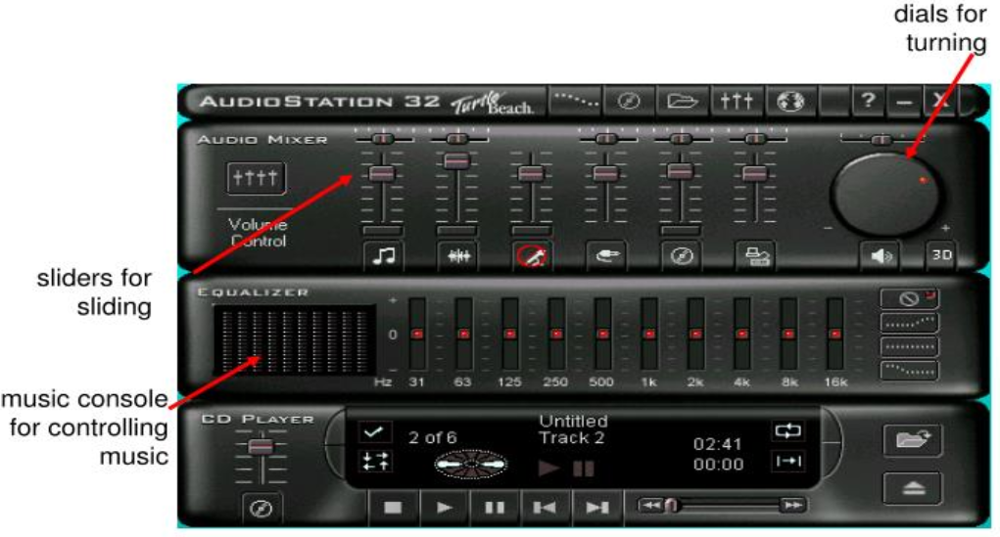 dials for
turning
AUDIOSTATION 32 Turtle Beach. ? – X
AUDIO MIXER
Volume
Control
- +
3D
sliders for
sliding
EQUALIZER
+
0
–
Hz 31 63 125 250 500 1k 2k 4k 8k 16k
music console
for controlling
music
CD PLAYER
Untitled
2 of 6 Track 2 02:41
00:00